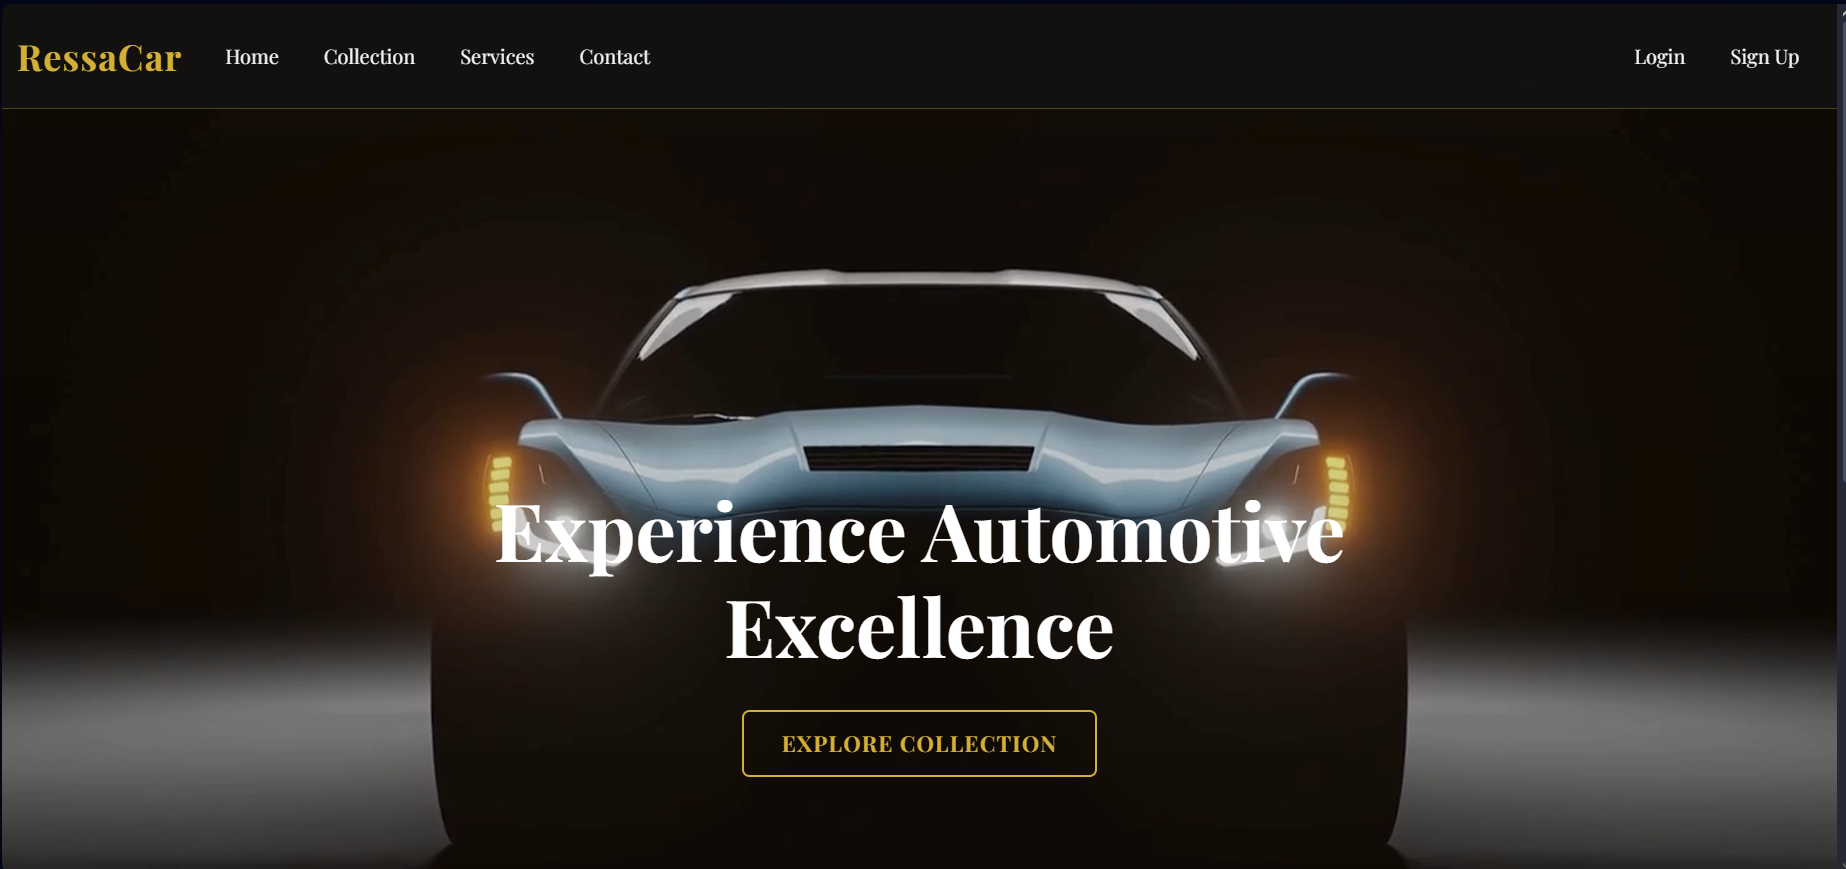 RessaCar Home Collection Services Contact Login Sign Up
Experience Automotive
Excellence
EXPLORE COLLECTION